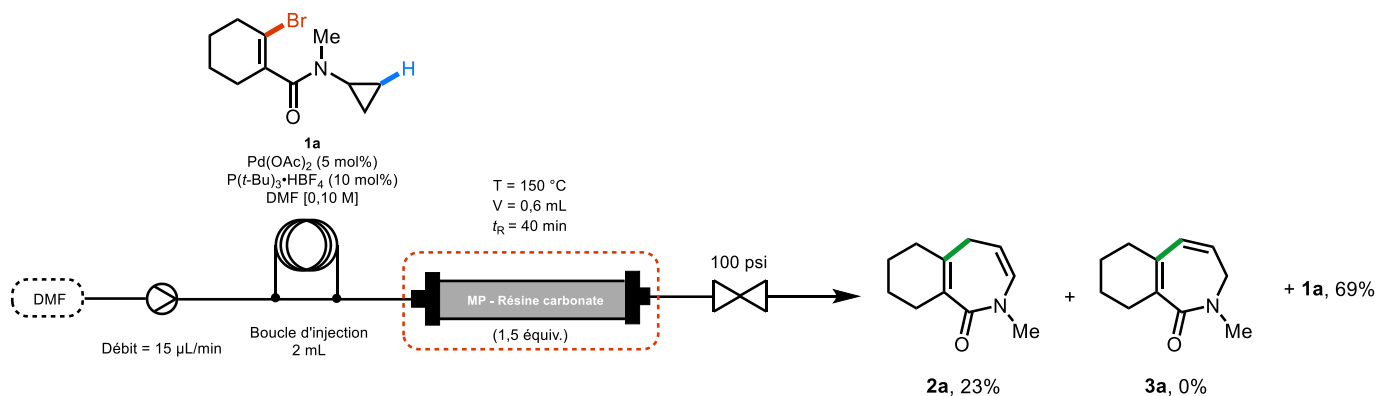 Br
Me
N
H
O
1a
Pd(OAc)2 (5 mol%)
P(t-Bu)3•HBF4 (10 mol%)
DMF [0,10 M]
T = 150 °C
V = 0,6 mL
tR = 40 min
DMF
Débit = 15 µL/min
Boucle d'injection
2 mL
MP - Résine carbonate
(1,5 équiv.)
100 psi
N
Me
O
2a, 23%
+
N
Me
O
3a, 0%
+ 1a, 69%